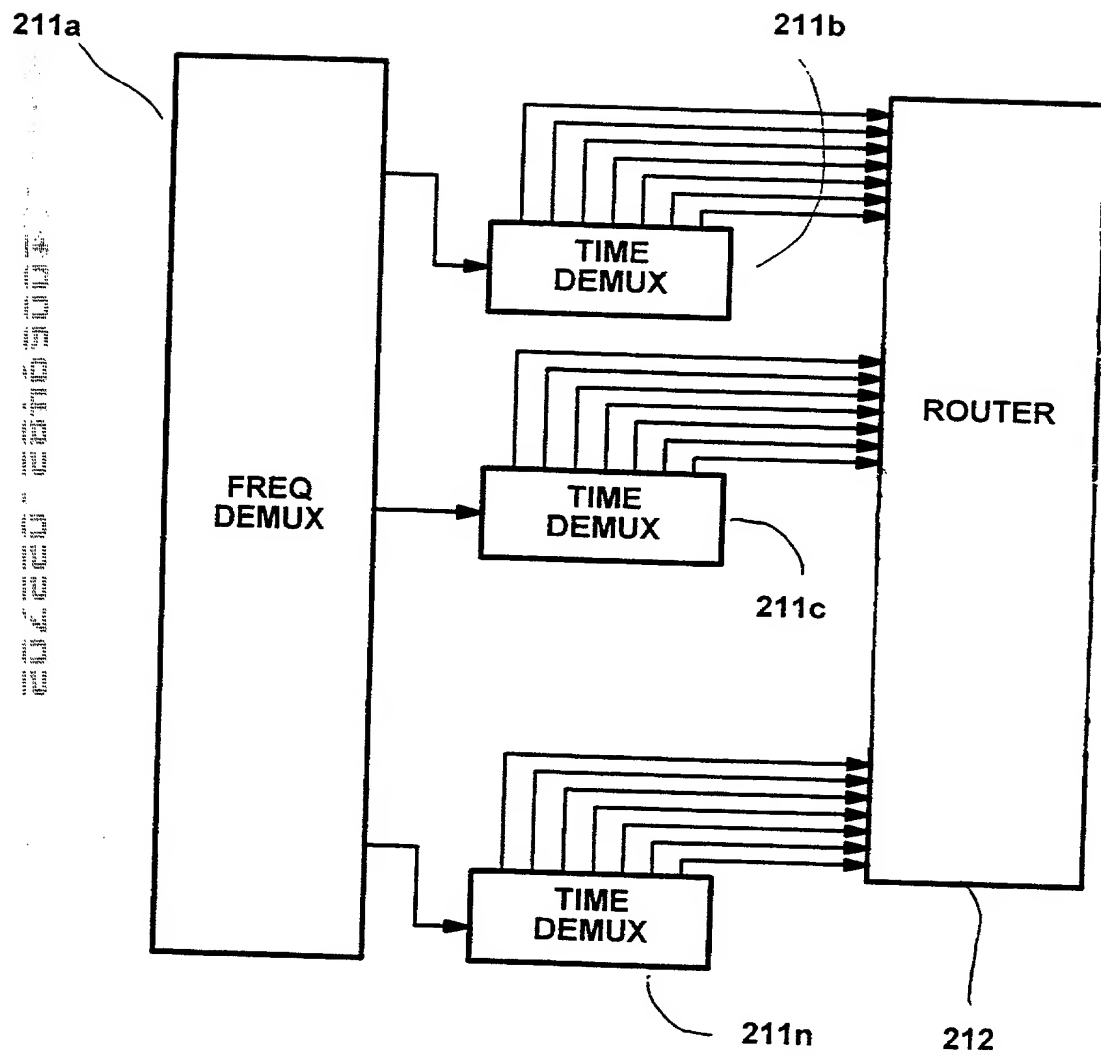 211a
211b
TIME
DEMUX
ROUTER
FREQ
DEMUX
TIME
DEMUX
211c
TIME
DEMUX
211n
212